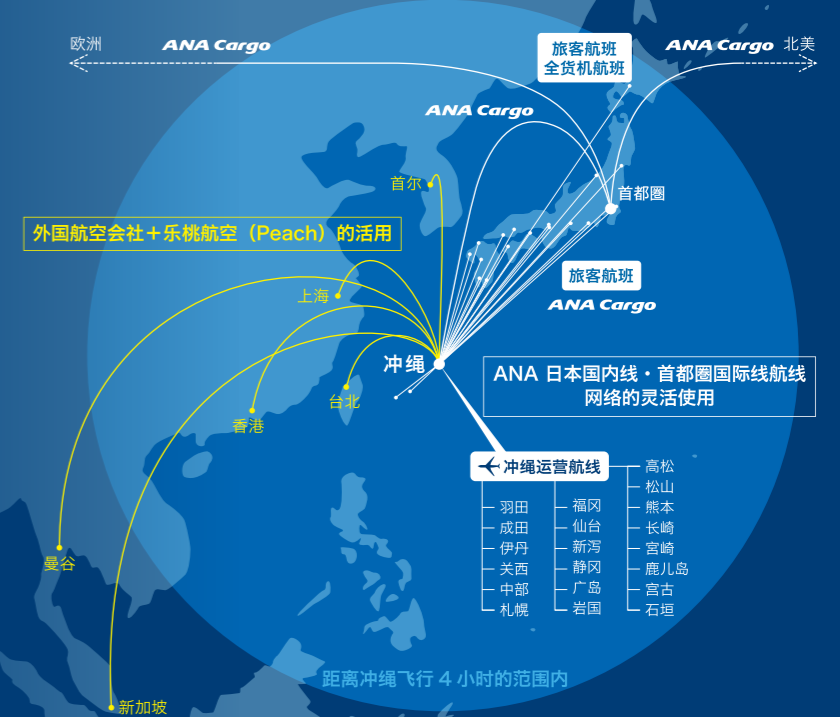 欧洲
ANA Cargo
旅客航班
全货机航班
ANA Cargo
北美
ANA Cargo
首尔
首都圈
外国航空会社＋乐桃航空（Peach）的活用
旅客航班
上海
ANA Cargo
冲绳
ANA 日本国内线・首都圈国际线航线
网络的灵活使用
台北
香港
冲绳运营航线
羽田
成田
伊丹
关西
中部
札幌
福冈
仙台
新泻
静冈
广岛
岩国
高松
松山
熊本
长崎
宫崎
鹿儿岛
宫古
石垣
曼谷
距离冲绳飞行 4 小时的范围内
新加坡